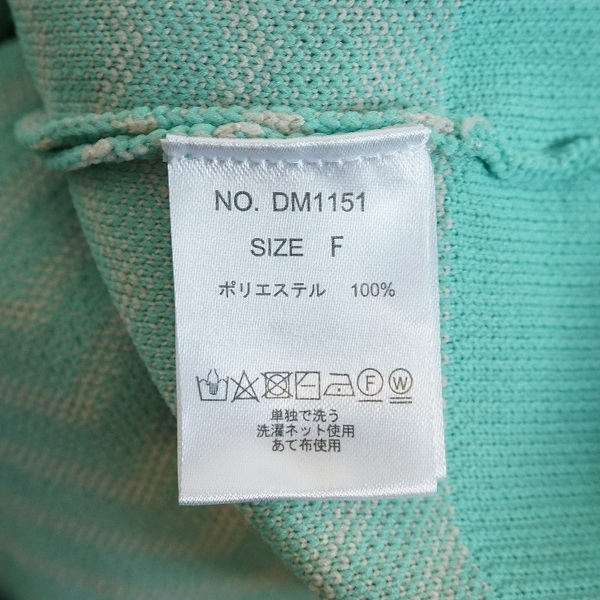 NO. DM1151
SIZE F
ポリエステル 100%
F W
単独で洗う
洗濯ネット使用
あて布使用